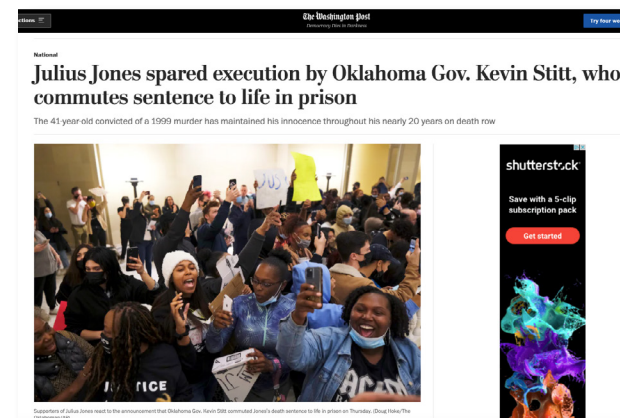 ctions
The Washington Post
Democracy Dies in Darkness
Try four we
National
Julius Jones spared execution by Oklahoma Gov. Kevin Stitt, who
commutes sentence to life in prison
The 41-year-old convicted of a 1999 murder has maintained his innocence throughout his nearly 20 years on death row
shutterstock
Save with a 5-clip
subscription pack
Get started
JUS
ICE
ACM
Supporters of Julius Jones react to the announcement that Oklahoma Gov. Kevin Stitt commuted Jones's death sentence to life in prison on Thursday. (Doug Hoke/The